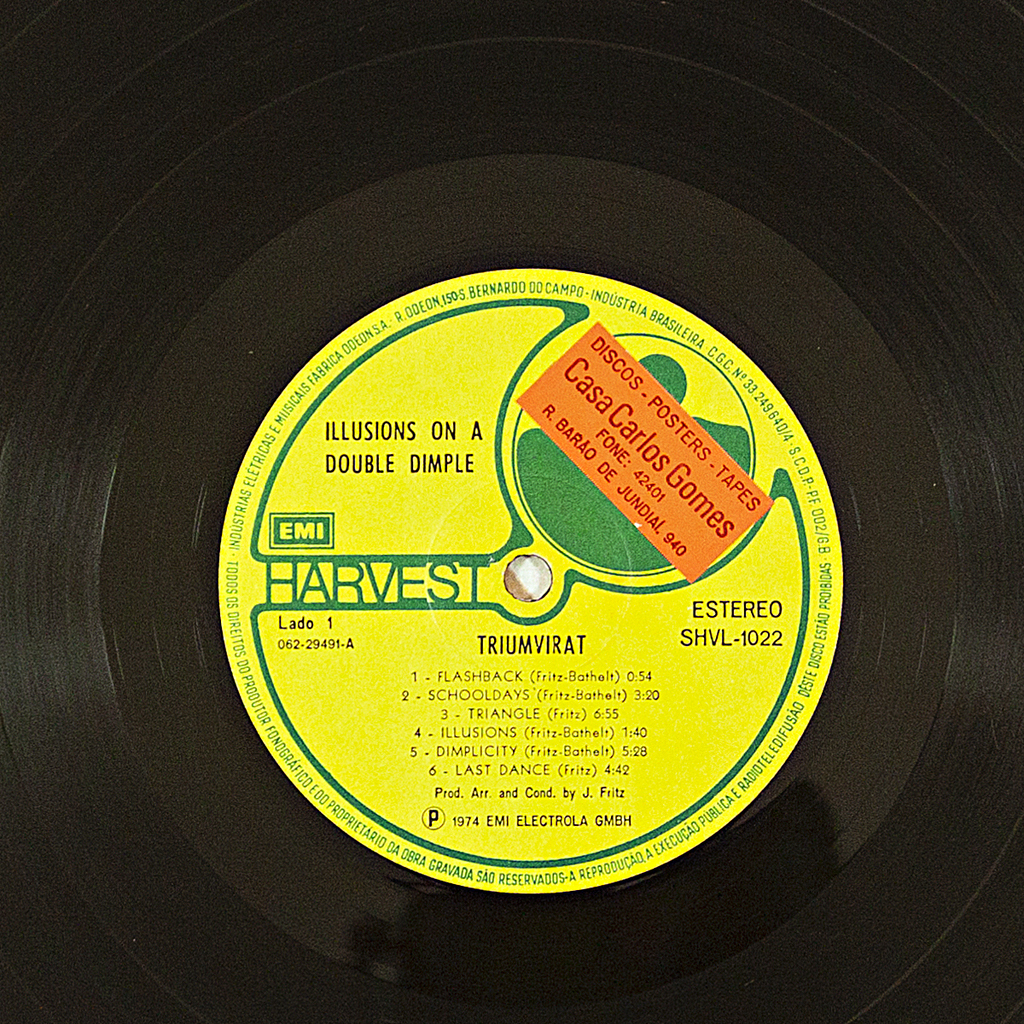 INDÚSTRIAS ELÉTRICAS E MUSICAIS FÁBRICA ODEON S.A. - R. ODEON, 150 S. BERNARDO DO CAMPO - INDÚSTRIA BRASILEIRA - C.G.C. Nº 33.249.640/4 - S.C.D.P.-PF 002/GB
DISCOS - POSTERS - TAPES
Casa Carlos Gomes
FONE: 42401
R. BARÃO DE JUNDIAI, 940
ILLUSIONS ON A
DOUBLE DIMPLE
EMI
HARVEST
Lado 1
062-29491-A
ESTEREO
SHVL-1022
TRIUMVIRAT
1 - FLASHBACK (Fritz-Bathelt) 0:54
2 - SCHOOLDAYS (Fritz-Bathelt) 3:20
3 - TRIANGLE (Fritz) 6:55
4 - ILLUSIONS (Fritz-Bathelt) 1:40
5 - DIMPLICITY (Fritz-Bathelt) 5:28
6 - LAST DANCE (Fritz) 4:42
Prod. Arr. and Cond. by J. Fritz
Ⓟ 1974 EMI ELECTROLA GMBH
TODOS OS DIREITOS DO PRODUTOR FONOGRÁFICO E DO PROPRIETARIO DA OBRA GRAVADA SÃO RESERVADOS-A REPRODUÇÃO, A EXECUÇÃO PÚBLICA E RADIOTELEDIFUSÃO DESTE DISCO ESTÃO PROIBIDAS